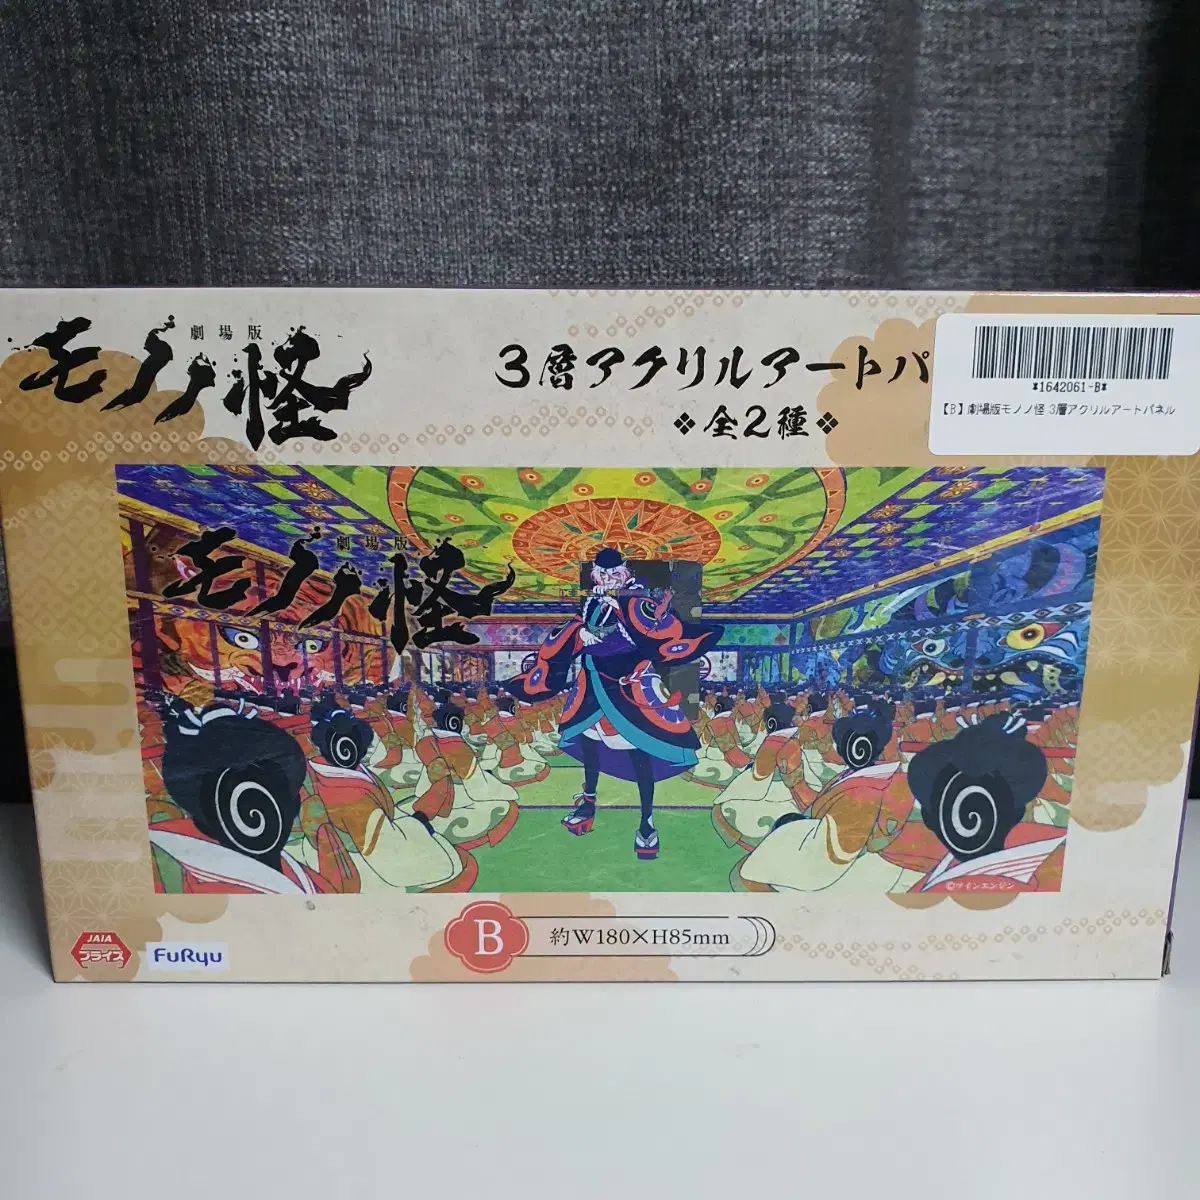 劇場版
モノノ怪
3層アクリルアートパ
❖全2種❖
*1642061-B*
【B】劇場版モノノ怪 3層アクリルアートパネル
劇場版
モノノ怪
©ツインエンジン
JAIA
プライズ
FuRyu
B
約W180×H85mm